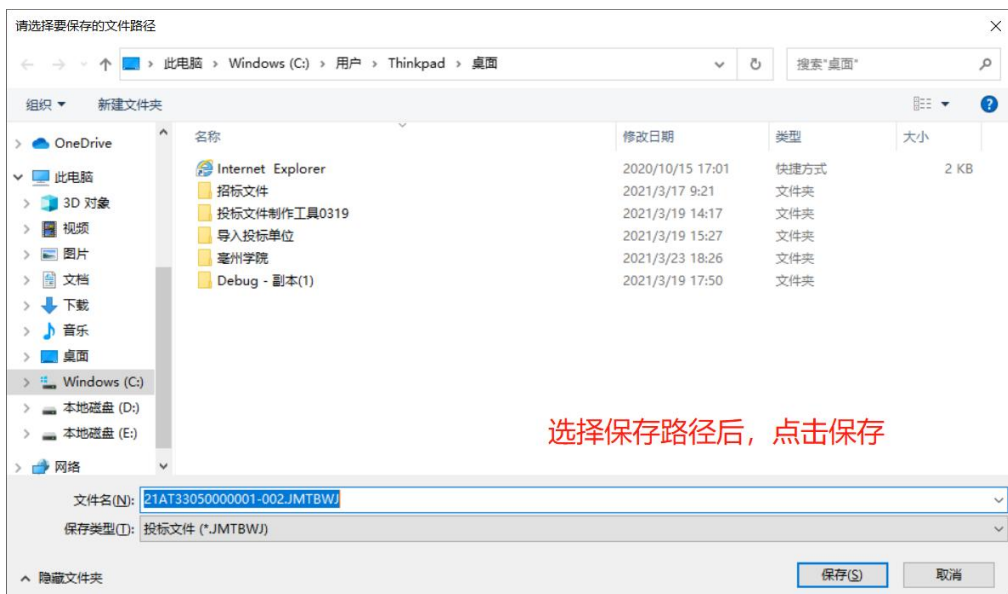 请选择要保存的文件路径
此电脑 › Windows (C:) › 用户 › Thinkpad › 桌面
搜索"桌面"
组织 新建文件夹
名称 修改日期 类型 大小
OneDrive
此电脑
3D 对象
视频
图片
文档
下载
音乐
桌面
Windows (C:)
本地磁盘 (D:)
本地磁盘 (E:)
网络
Internet Explorer 2020/10/15 17:01 快捷方式 2 KB
招标文件 2021/3/17 9:21 文件夹
投标文件制作工具0319 2021/3/19 14:17 文件夹
导入投标单位 2021/3/19 15:27 文件夹
亳州学院 2021/3/23 18:26 文件夹
Debug - 副本(1) 2021/3/19 17:50 文件夹
选择保存路径后，点击保存
文件名(N): 21AT33050000001-002.JMTBWJ
保存类型(T): 投标文件 (*.JMTBWJ)
隐藏文件夹 保存(S) 取消